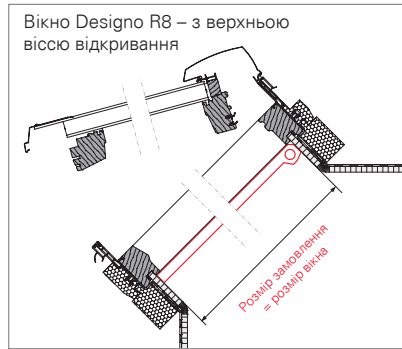 Вікно Designo R8 – з верхньою
віссю відкривання
Розмір замовлення
= розмір вікна